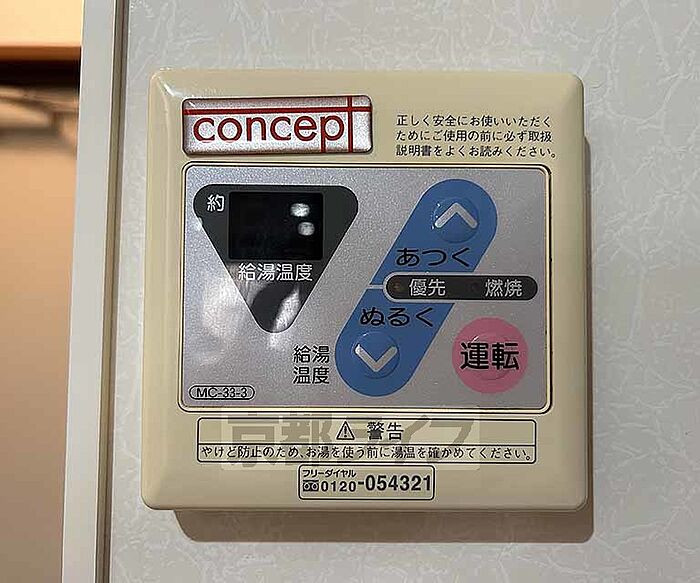 concept
正しく安全にお使いいただく
ためにご使用の前に必ず取扱
説明書をよくお読みください。
約
給湯温度
あつく
優先 燃焼
ぬるく
給湯
温度
運転
MC-33-3
京都ライフ
警告
やけど防止のため、お湯を使う前に湯温を確かめてください。
フリーダイヤル
0120-054321